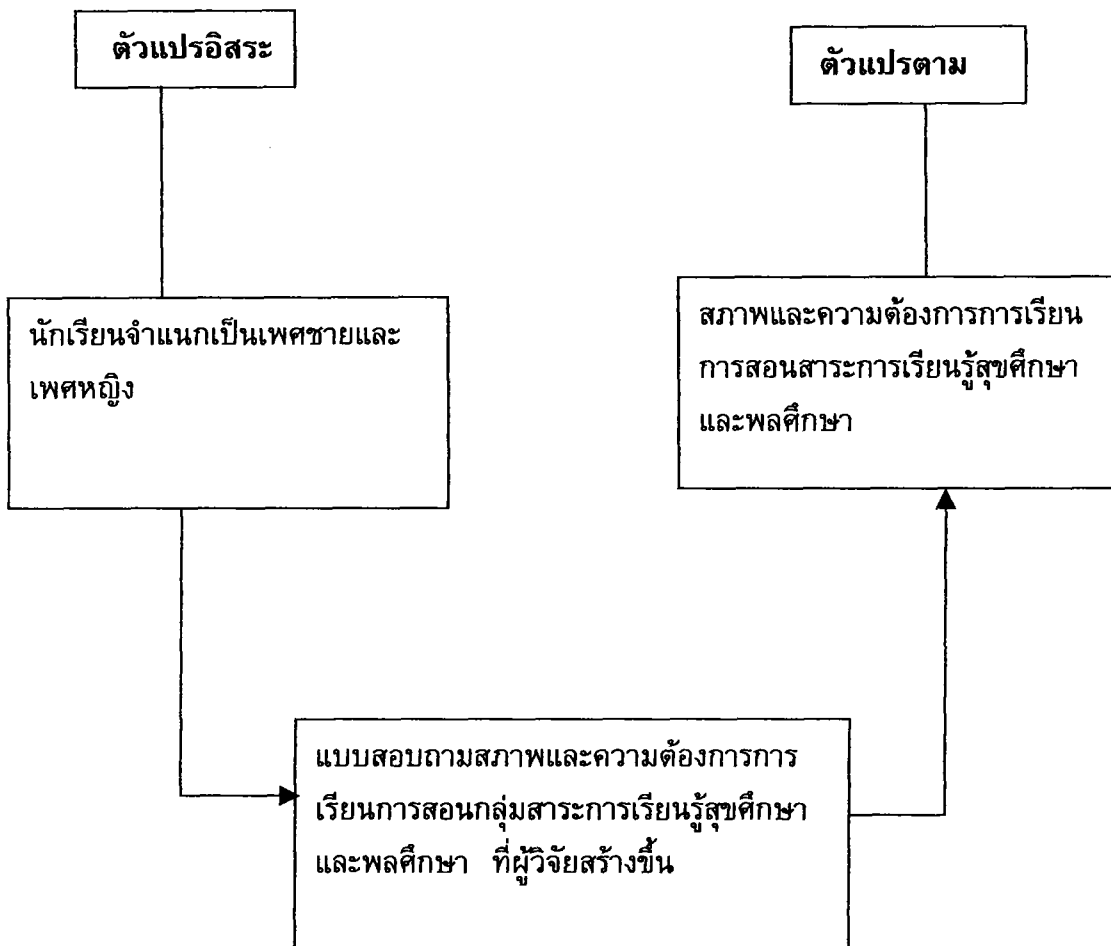 ตัวแปรอิสระ
ตัวแปรตาม
นักเรียนจำแนกเป็นเพศชายและ
เพศหญิง
สภาพและความต้องการการเรียน
การสอนสาระการเรียนรู้สุขศึกษา
และพลศึกษา
แบบสอบถามสภาพและความต้องการการ
เรียนการสอนกลุ่มสาระการเรียนรู้สุขศึกษา
และพลศึกษา ที่ผู้วิจัยสร้างขึ้น